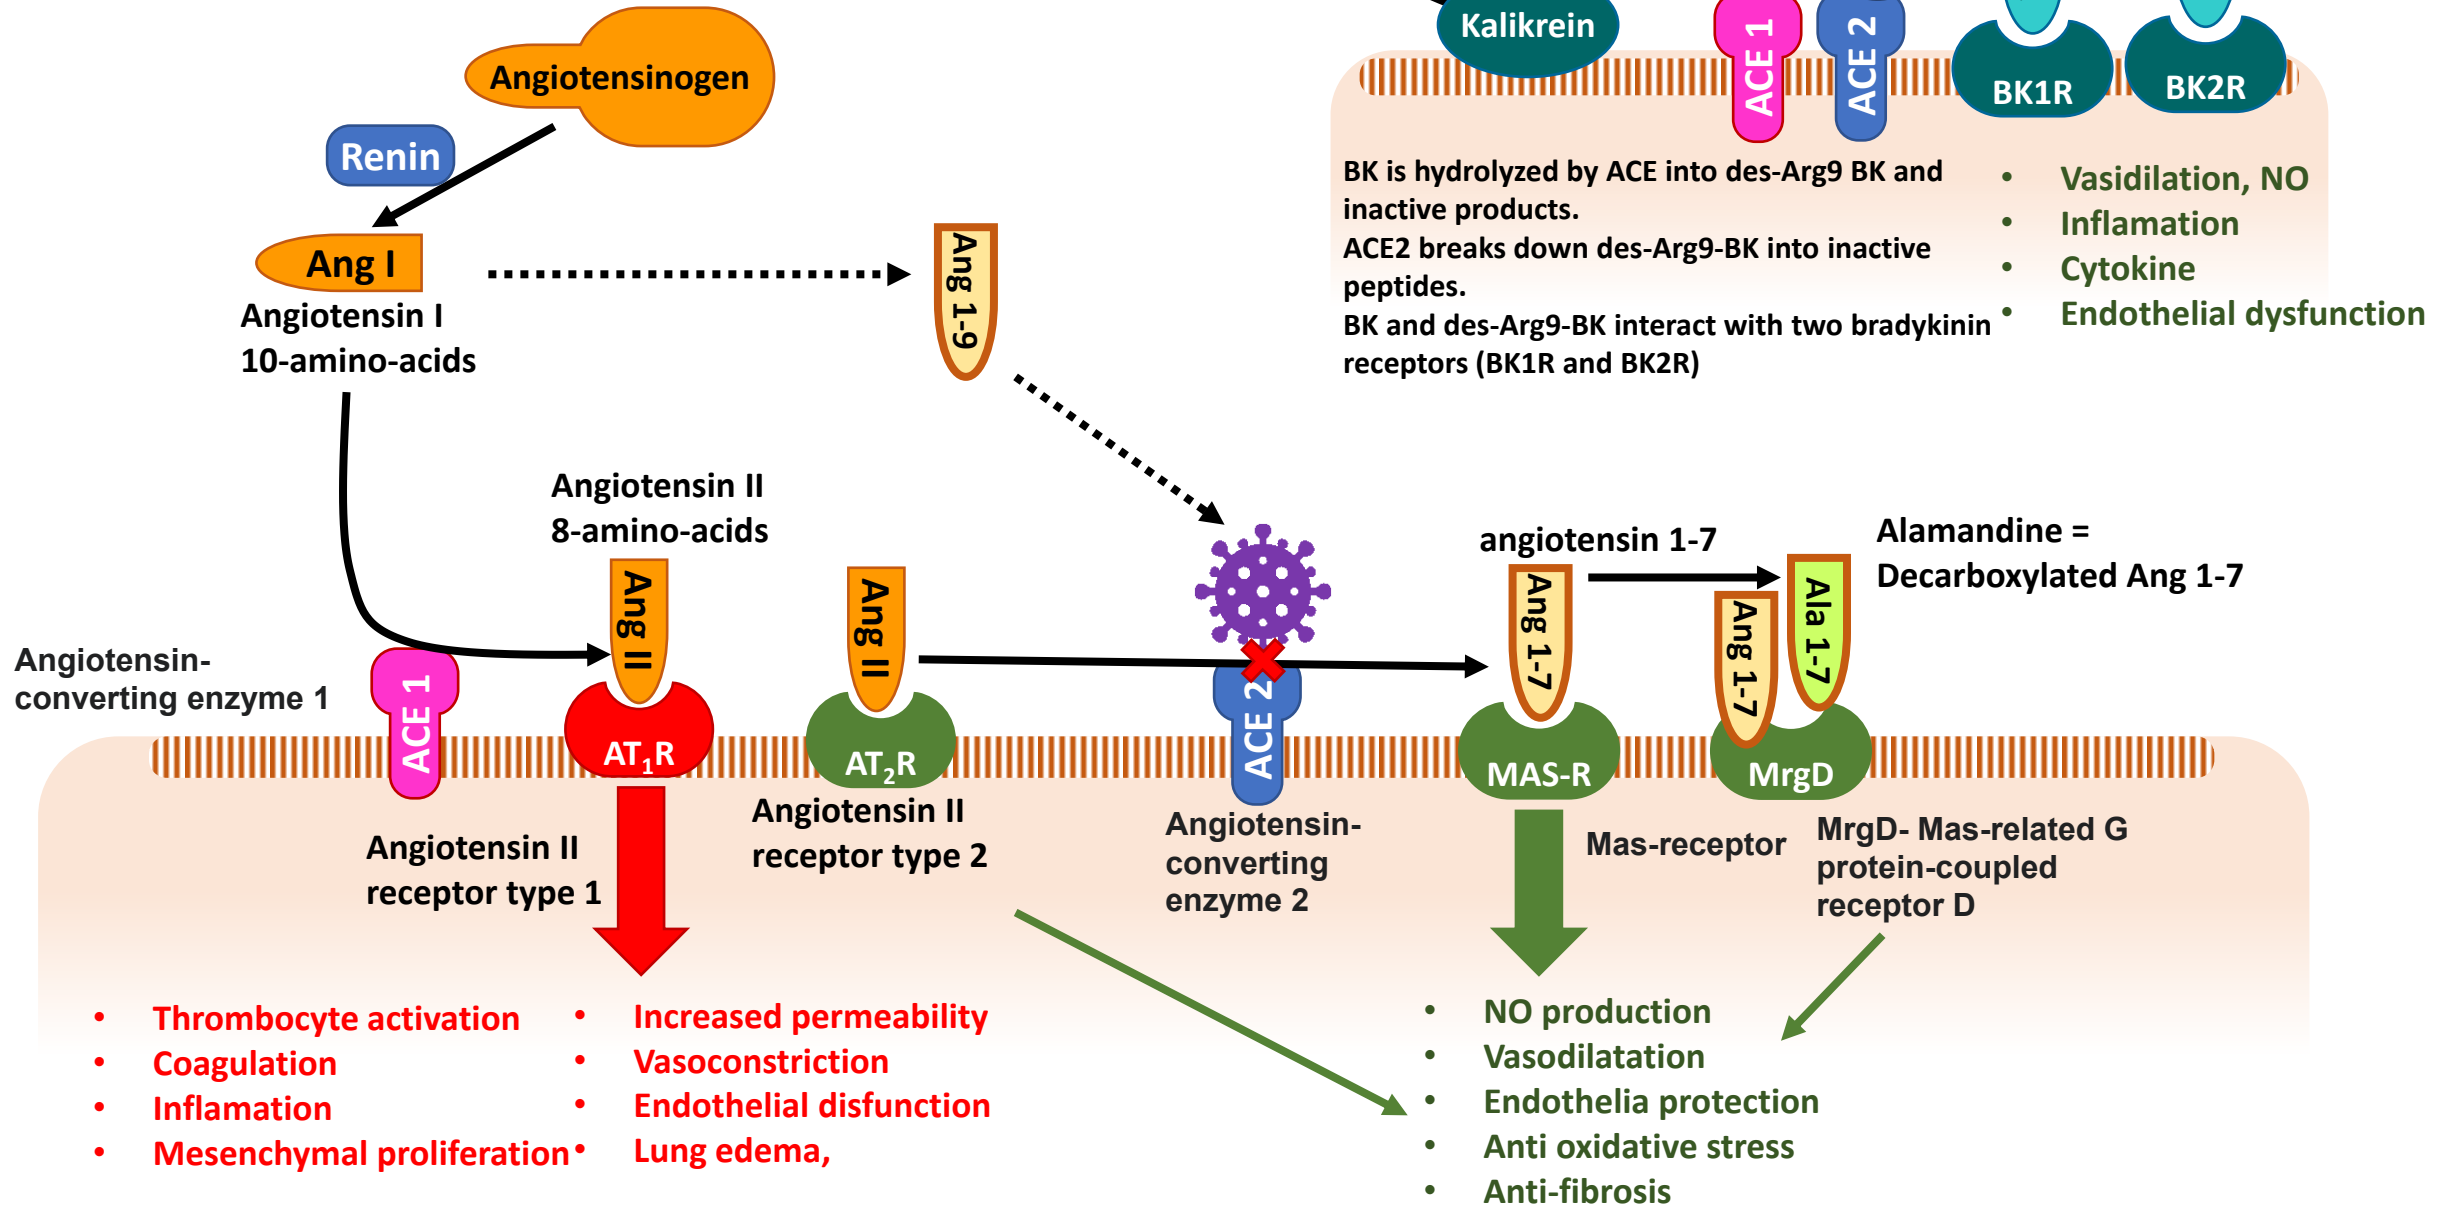 Kalikrein
ACE 1
ACE 2
BK1R
BK2R
Angiotensinogen
Renin
BK is hydrolyzed by ACE into des-Arg9 BK and
inactive products.
ACE2 breaks down des-Arg9-BK into inactive
peptides.
BK and des-Arg9-BK interact with two bradykinin
receptors (BK1R and BK2R)
• Vasidilation, NO
• Inflamation
• Cytokine
• Endothelial dysfunction
Ang I
Angiotensin I
10-amino-acids
Ang 1-9
Angiotensin II
8-amino-acids
Ang II
Ang II
angiotensin 1-7
Ang 1-7
Ang 1-7
Ala 1-7
Alamandine =
Decarboxylated Ang 1-7
Angiotensin-
converting enzyme 1
ACE 1
AT1R
AT2R
ACE 2
MAS-R
MrgD
Angiotensin II
receptor type 1
Angiotensin II
receptor type 2
Angiotensin-
converting
enzyme 2
Mas-receptor
MrgD- Mas-related G
protein-coupled
receptor D
• Thrombocyte activation
• Coagulation
• Inflamation
• Mesenchymal proliferation
• Increased permeability
• Vasoconstriction
• Endothelial disfunction
• Lung edema,
• NO production
• Vasodilatation
• Endothelia protection
• Anti oxidative stress
• Anti-fibrosis